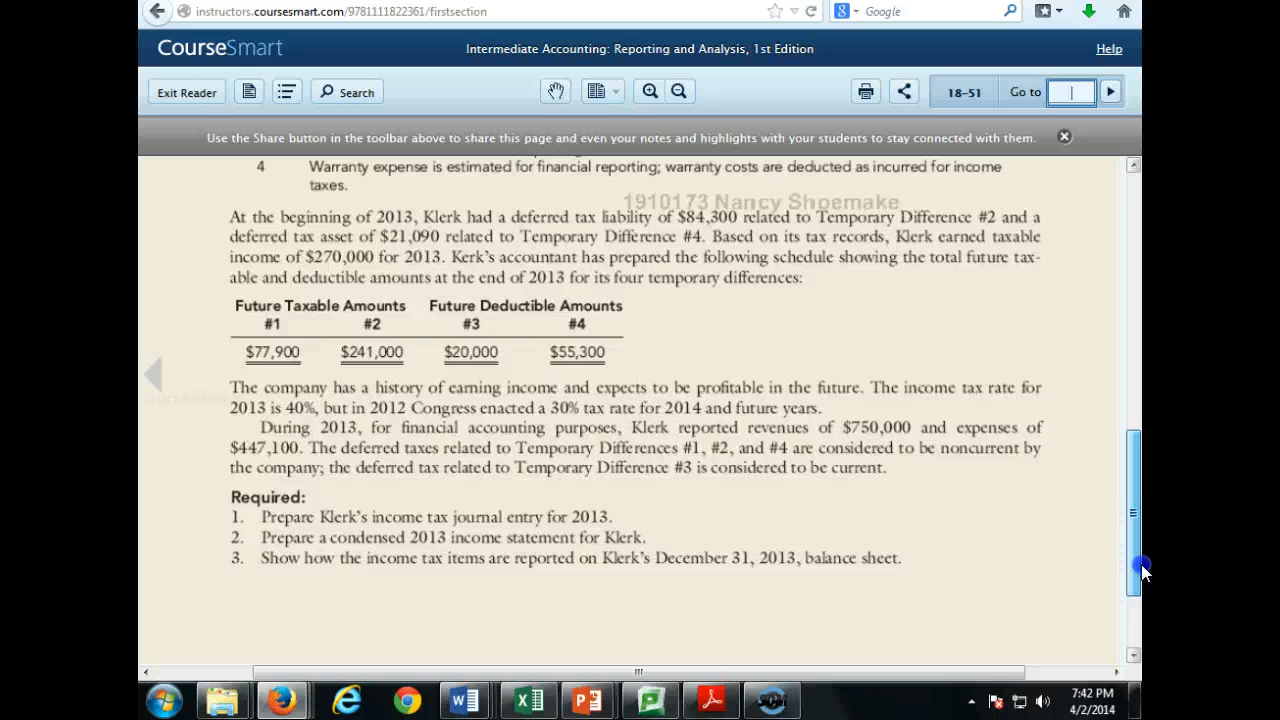 instructors.coursesmart.com/9781111822361/firstsection
Google
CourseSmart
Intermediate Accounting: Reporting and Analysis, 1st Edition
Help
Exit Reader
Search
18-51
Go to
Use the Share button in the toolbar above to share this page and even your notes and highlights with your students to stay connected with them.
4 Warranty expense is estimated for financial reporting; warranty costs are deducted as incurred for income
taxes.
1910173 Nancy Shoemake
At the beginning of 2013, Klerk had a deferred tax liability of $84,300 related to Temporary Difference #2 and a
deferred tax asset of $21,090 related to Temporary Difference #4. Based on its tax records, Klerk earned taxable
income of $270,000 for 2013. Kerk's accountant has prepared the following schedule showing the total future tax-
able and deductible amounts at the end of 2013 for its four temporary differences:
Future Taxable Amounts Future Deductible Amounts
#1 #2 #3 #4
$77,900 $241,000 $20,000 $55,300
The company has a history of earning income and expects to be profitable in the future. The income tax rate for
2013 is 40%, but in 2012 Congress enacted a 30% tax rate for 2014 and future years.
During 2013, for financial accounting purposes, Klerk reported revenues of $750,000 and expenses of
$447,100. The deferred taxes related to Temporary Differences #1, #2, and #4 are considered to be noncurrent by
the company; the deferred tax related to Temporary Difference #3 is considered to be current.
Required:
1. Prepare Klerk's income tax journal entry for 2013.
2. Prepare a condensed 2013 income statement for Klerk.
3. Show how the income tax items are reported on Klerk's December 31, 2013, balance sheet.
7:42 PM
4/2/2014